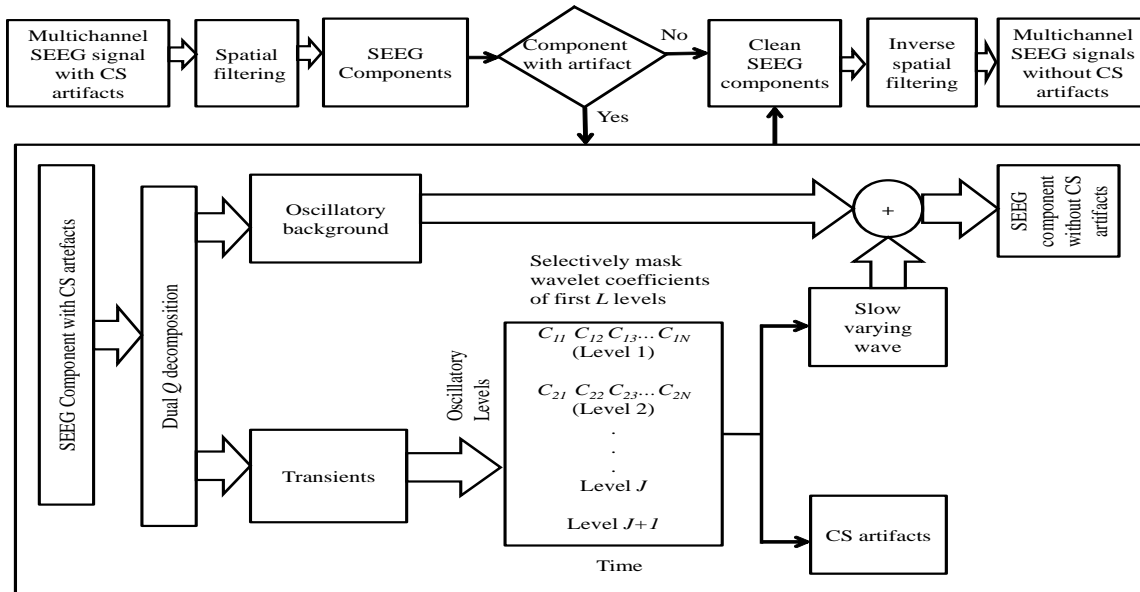 Multichannel
SEEG signal
with CS
artifacts
Spatial
filtering
SEEG
Components
Component
with artifact
No
Yes
Clean
SEEG
components
Inverse
spatial
filtering
Multichannel
SEEG signals
without CS
artifacts
SEEG Component with CS artefacts
Dual Q decomposition
Oscillatory
background
+
SEEG
component
without CS
artifacts
Selectively mask
wavelet coefficients
of first L levels
Slow
varying
wave
Transients
Oscillatory
Levels
C11 C12 C13... C1N
(Level 1)
C21 C22 C23... C2N
(Level 2)
.
.
.
Level J
Level J+1
Time
CS artifacts